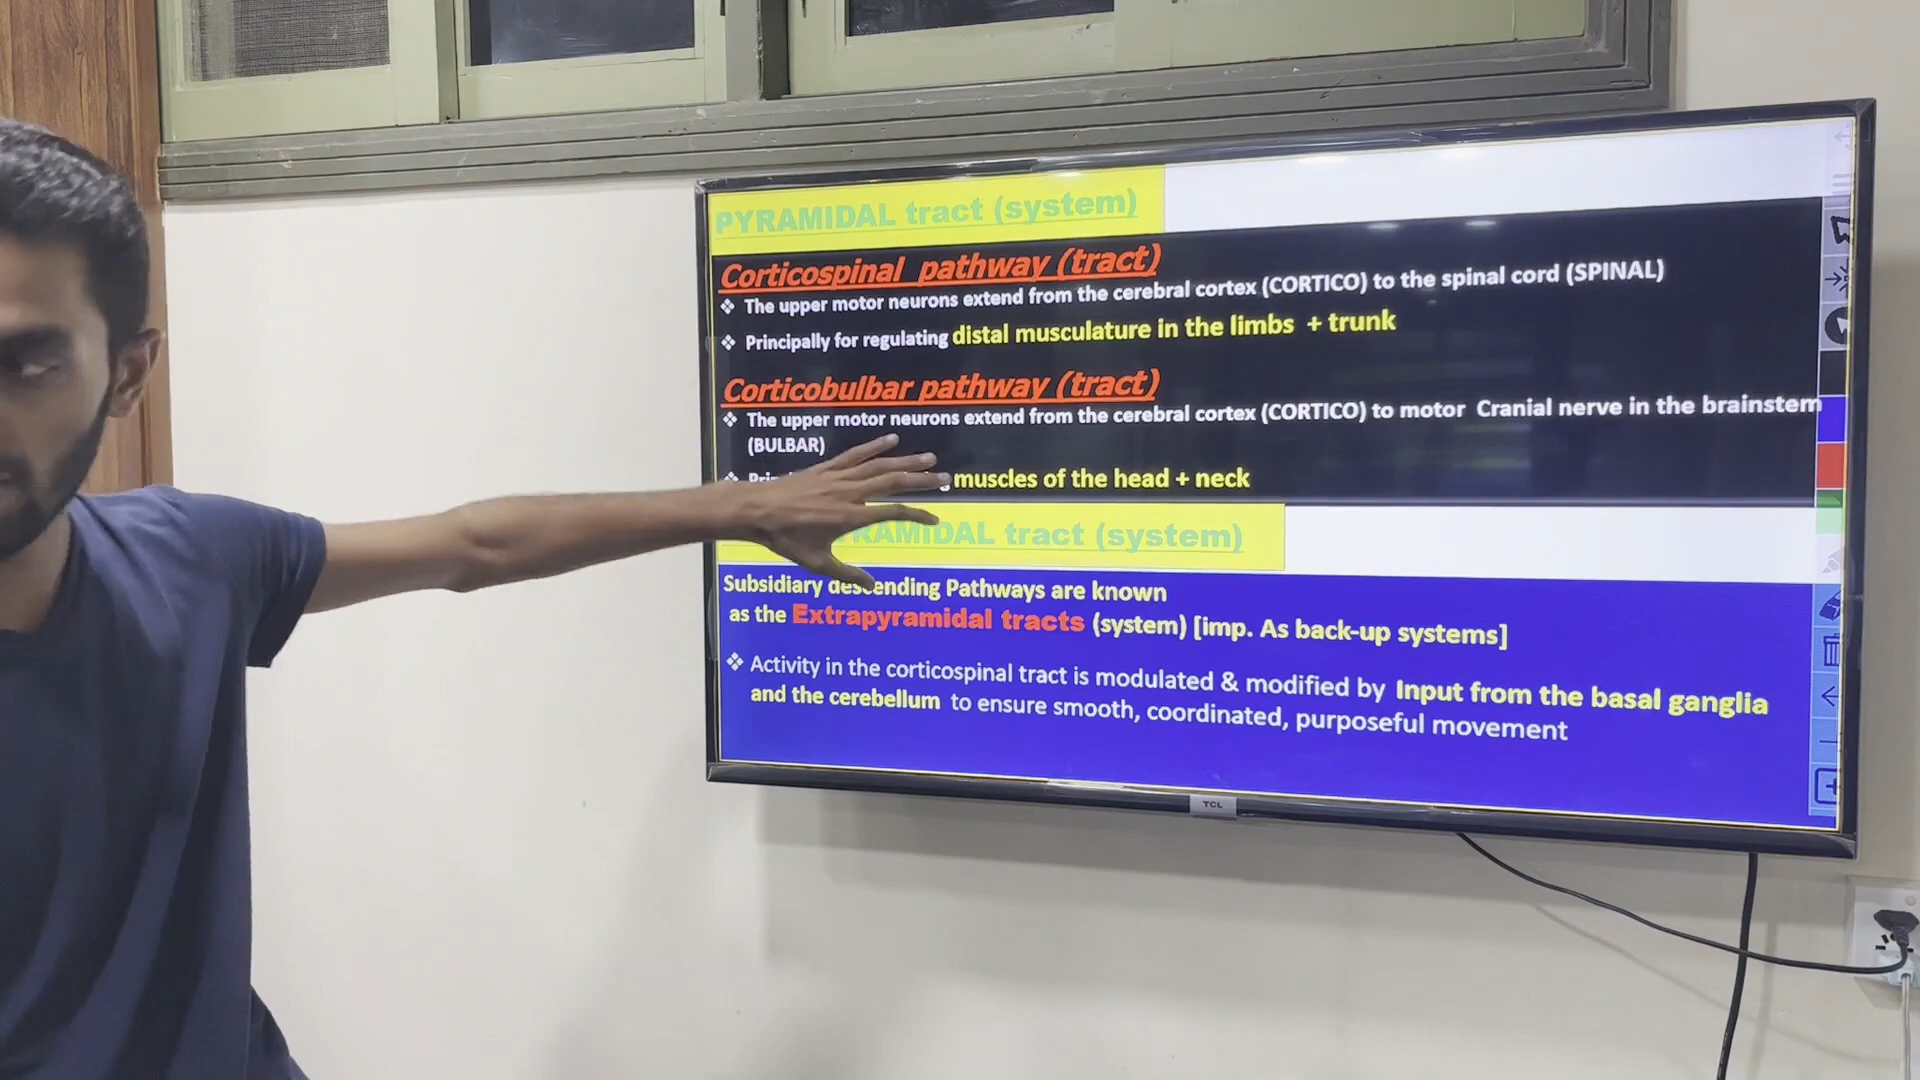 PYRAMIDAL tract (system)
Corticospinal pathway (tract)
❖ The upper motor neurons extend from the cerebral cortex (CORTICO) to the spinal cord (SPINAL)
❖ Principally for regulating distal musculature in the limbs + trunk
Corticobulbar pathway (tract)
❖ The upper motor neurons extend from the cerebral cortex (CORTICO) to motor Cranial nerve in the brainstem
(BULBAR)
❖ muscles of the head + neck
tract (system)
Subsidiary descending Pathways are known
as the Extrapyramidal tracts (system) [imp. As back-up systems]
❖ Activity in the corticospinal tract is modulated & modified by Input from the basal ganglia
and the cerebellum to ensure smooth, coordinated, purposeful movement
TCL